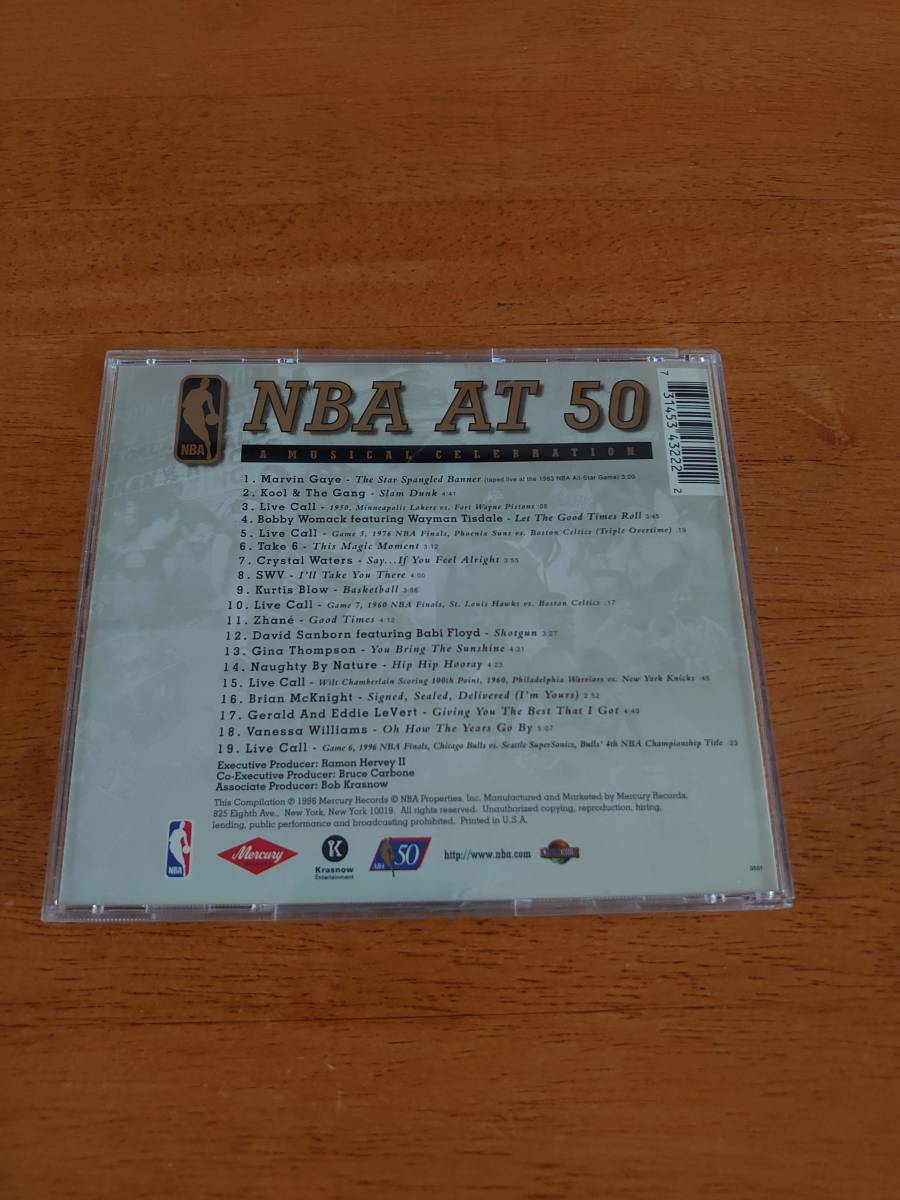 NBA
NBA AT 50
A MUSICAL CELEBRATION
7 31453 43222 2
1. Marvin Gaye - The Star Spangled Banner (taped live at the 1983 NBA All-Star Game) 3:00
2. Kool & The Gang - Slam Dunk 4:41
3. Live Call - 1950, Minneapolis Lakers vs. Fort Wayne Pistons :08
4. Bobby Womack featuring Wayman Tisdale - Let The Good Times Roll 3:45
5. Live Call - Game 5, 1976 NBA Finals, Phoenix Suns vs. Boston Celtics (Triple Overtime) :19
6. Take 6 - This Magic Moment 3:12
7. Crystal Waters - Say...If You Feel Alright 3:55
8. SWV - I'll Take You There 4:00
9. Kurtis Blow - Basketball 3:56
10. Live Call - Game 7, 1960 NBA Finals, St. Louis Hawks vs. Boston Celtics :17
11. Zhané - Good Times 4:12
12. David Sanborn featuring Babi Floyd - Shotgun 3:27
13. Gina Thompson - You Bring The Sunshine 4:31
14. Naughty By Nature - Hip Hip Hooray 4:23
15. Live Call - Wilt Chamberlain Scoring 100th Point, 1960, Philadelphia Warriors vs. New York Knicks :45
16. Brian McKnight - Signed, Sealed, Delivered (I'm Yours) 2:52
17. Gerald And Eddie LeVert - Giving You The Best That I Got 4:49
18. Vanessa Williams - Oh How The Years Go By 5:07
19. Live Call - Game 6, 1996 NBA Finals, Chicago Bulls vs. Seattle SuperSonics, Bulls' 4th NBA Championship Title :23
Executive Producer: Ramon Hervey II
Co-Executive Producer: Bruce Carbone
Associate Producer: Bob Krasnow
This Compilation ℗ 1996 Mercury Records © NBA Properties, Inc. Manufactured and Marketed by Mercury Records,
825 Eighth Ave., New York, New York 10019. All rights reserved. Unauthorized copying, reproduction, hiring,
lending, public performance and broadcasting prohibited. Printed in U.S.A.
NBA Mercury K Krasnow Entertainment NBA 50 http://www.nba.com